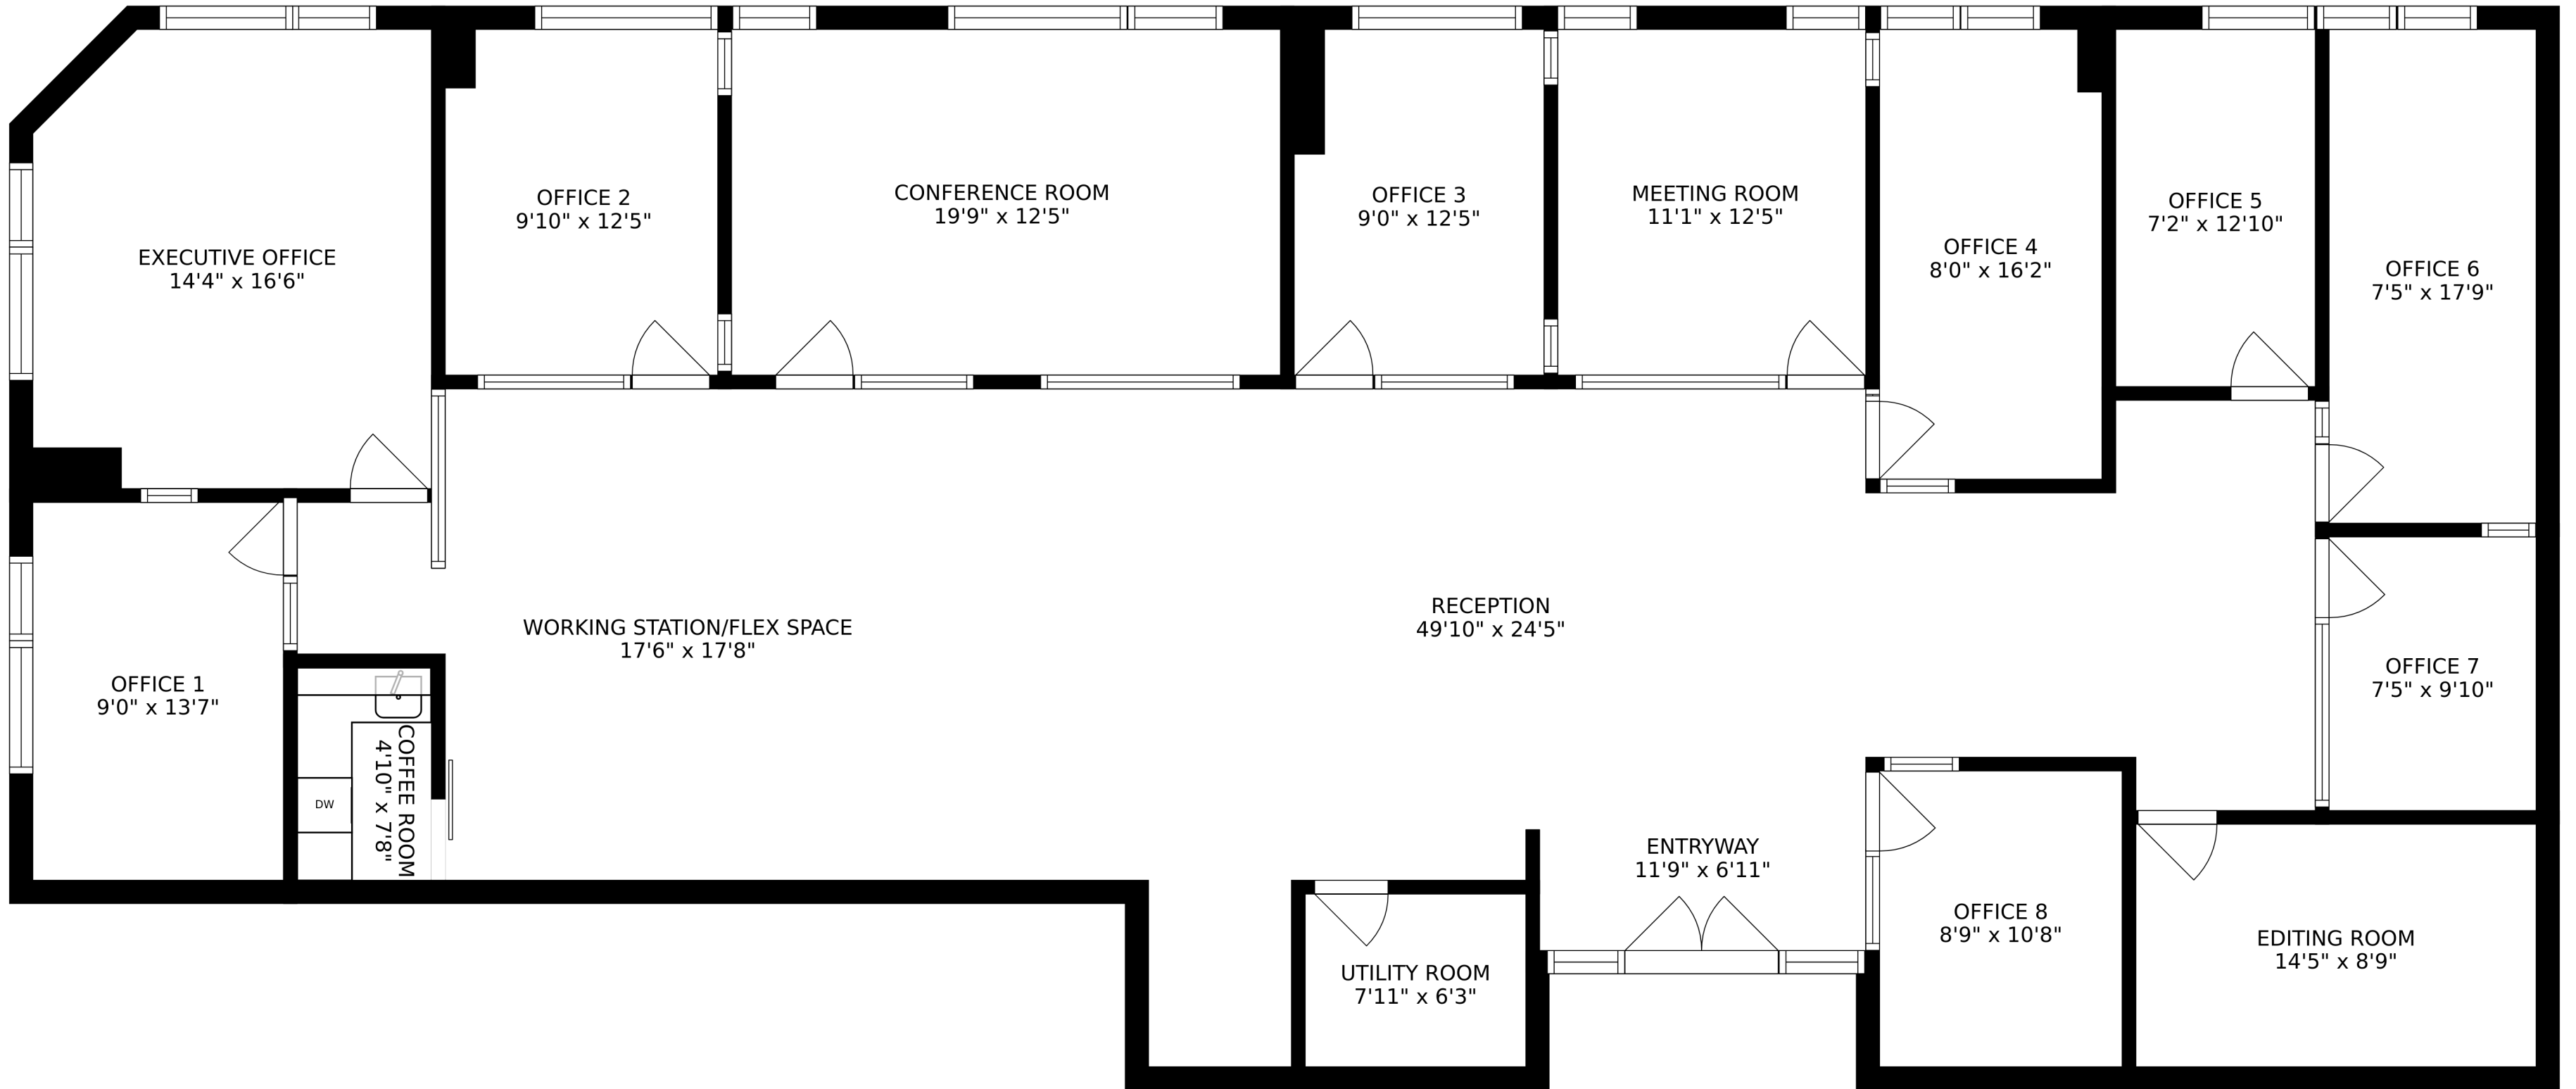 EXECUTIVE OFFICE
14'4" x 16'6"
OFFICE 2
9'10" x 12'5"
CONFERENCE ROOM
19'9" x 12'5"
OFFICE 3
9'0" x 12'5"
MEETING ROOM
11'1" x 12'5"
OFFICE 4
8'0" x 16'2"
OFFICE 5
7'2" x 12'10"
OFFICE 6
7'5" x 17'9"
OFFICE 1
9'0" x 13'7"
COFFEE ROOM
4'10" x 7'8"
DW
WORKING STATION/FLEX SPACE
17'6" x 17'8"
RECEPTION
49'10" x 24'5"
OFFICE 7
7'5" x 9'10"
ENTRYWAY
11'9" x 6'11"
UTILITY ROOM
7'11" x 6'3"
OFFICE 8
8'9" x 10'8"
EDITING ROOM
14'5" x 8'9"